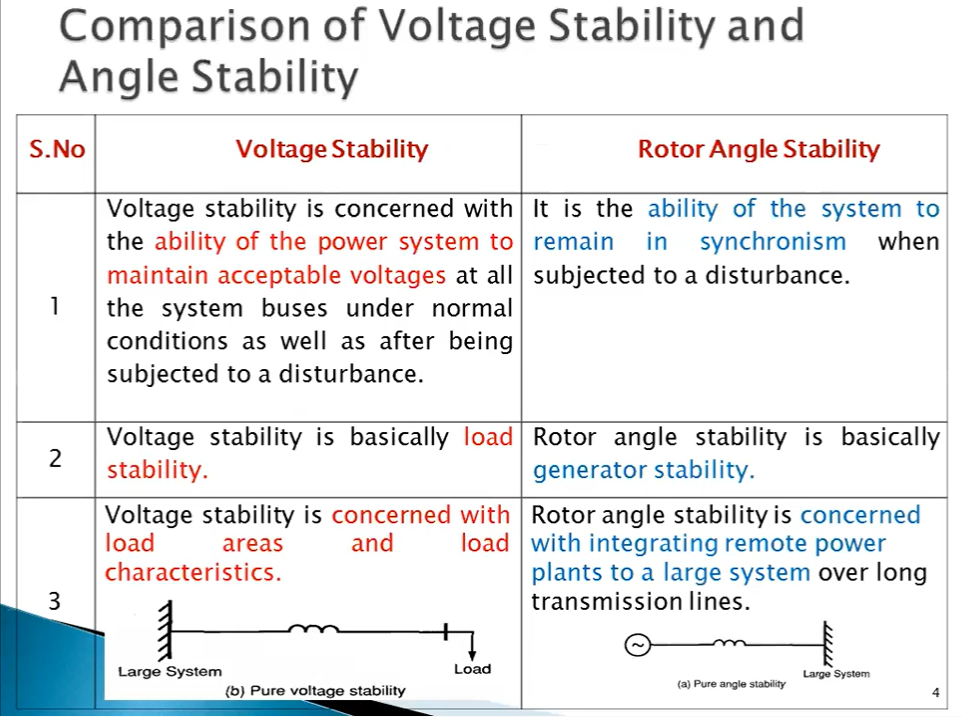 Comparison of Voltage Stability and
Angle Stability
S.No
Voltage Stability
Rotor Angle Stability
1
Voltage stability is concerned with
the ability of the power system to
maintain acceptable voltages at all
the system buses under normal
conditions as well as after being
subjected to a disturbance.
It is the ability of the system to
remain in synchronism when
subjected to a disturbance.
2
Voltage stability is basically load
stability.
Rotor angle stability is basically
generator stability.
3
Voltage stability is concerned with
load areas and load
characteristics.
Large System
Load
(b) Pure voltage stability
Rotor angle stability is concerned
with integrating remote power
plants to a large system over long
transmission lines.
~
Large System
(a) Pure angle stability
4